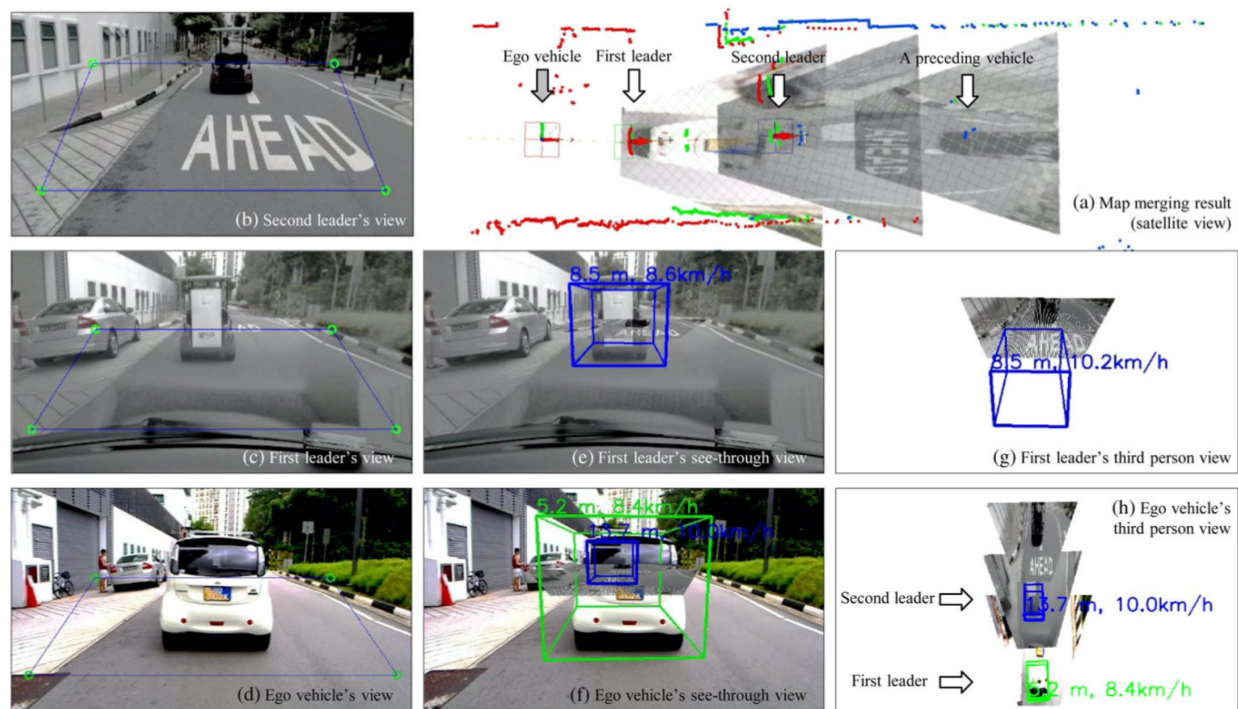 Ego vehicle
First leader
Second leader
A preceding vehicle
AHEAD
AHEAD
(a) Map merging result
(satellite view)
(b) Second leader's view
8.5 m, 8.6km/h
AHEAD
8.5 m, 10.2km/h
(c) First leader's view
(e) First leader's see-through view
(g) First leader's third person view
5.2 m, 8.4km/h
13.7 m, 10.0km/h
(h) Ego vehicle's
third person view
AHEAD
Second leader
13.7 m, 10.0km/h
First leader
5.2 m, 8.4km/h
(d) Ego vehicle's view
(f) Ego vehicle's see-through view